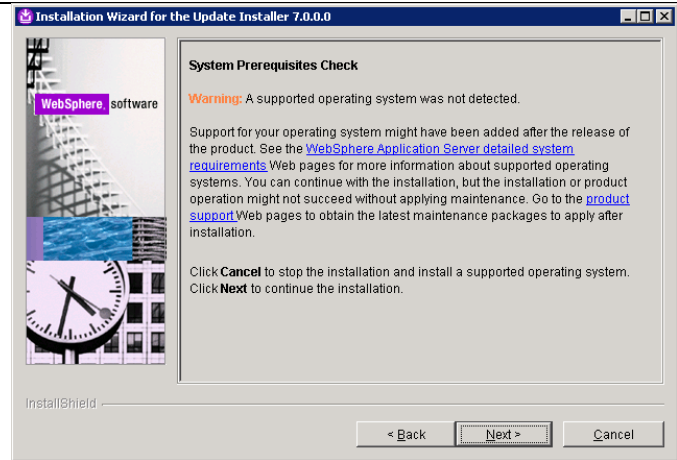 Installation Wizard for the Update Installer 7.0.0.0
WebSphere. software
System Prerequisites Check
Warning: A supported operating system was not detected.
Support for your operating system might have been added after the release of
the product. See the WebSphere Application Server detailed system
requirements Web pages for more information about supported operating
systems. You can continue with the installation, but the installation or product
operation might not succeed without applying maintenance. Go to the product
support Web pages to obtain the latest maintenance packages to apply after
installation.
Click Cancel to stop the installation and install a supported operating system.
Click Next to continue the installation.
InstallShield
< Back Next > Cancel